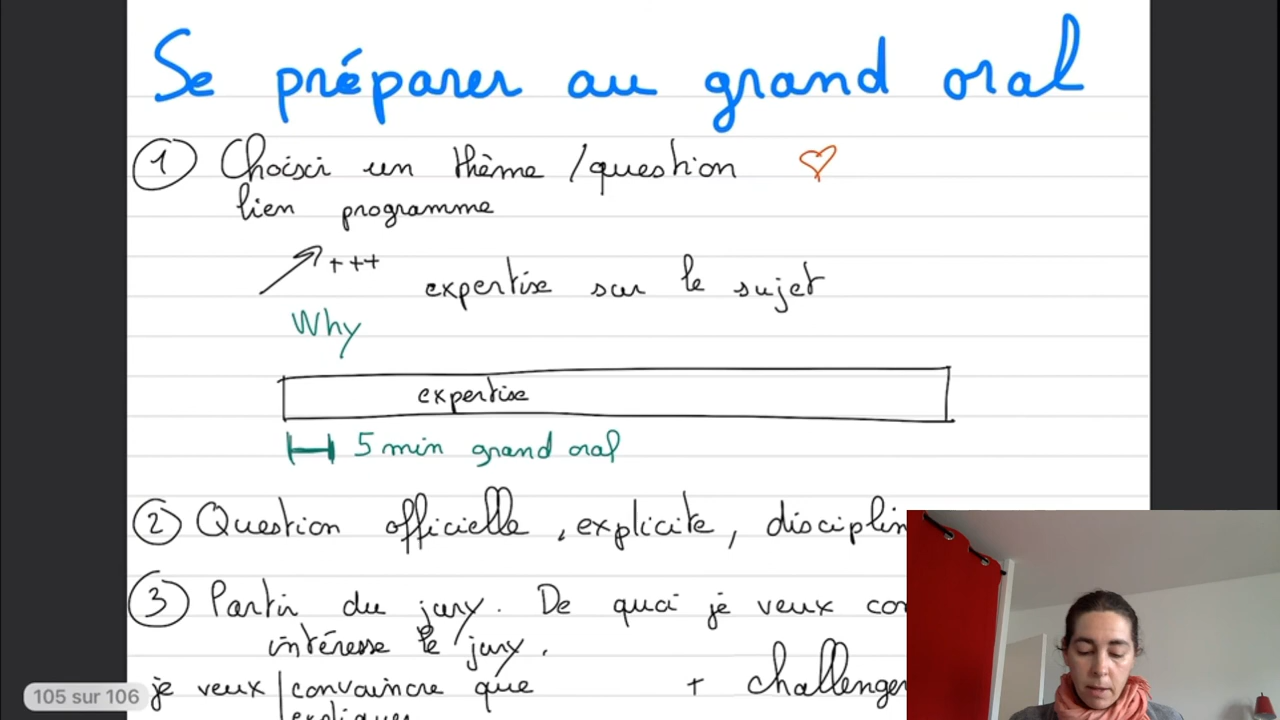 Se préparer au grand oral
① Choisir un thème /question ♡
lien programme
↗ +++ expertise sur le sujet
Why
expertise
5 min grand oral
② Question officielle, explicite, disciplin
③ Partir du jury. De quoi je veux con
intéresse le jury.
je veux convaincre que + challenger
expliquer
105 sur 106